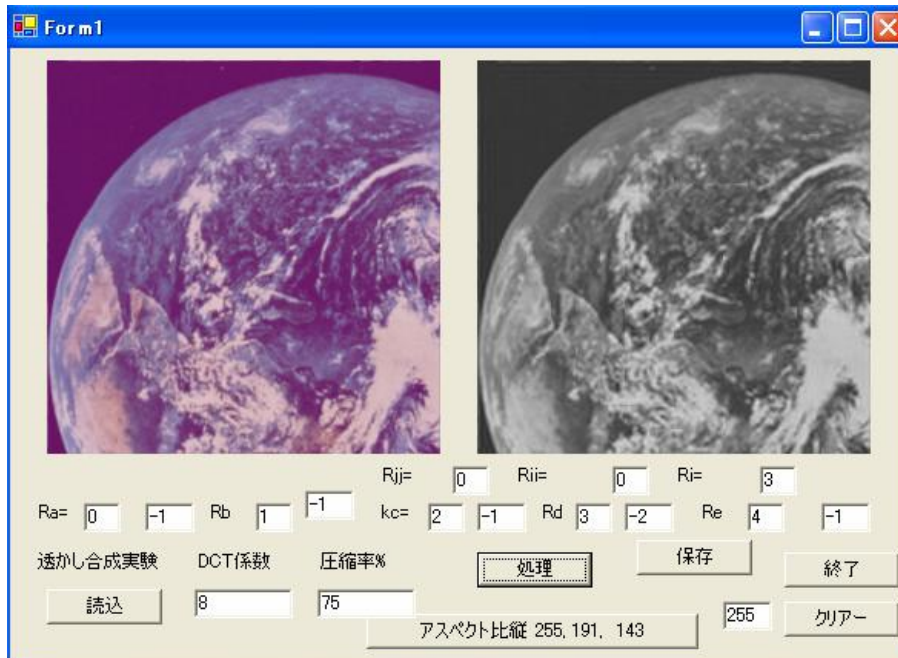 Form1
Rjj= 0 Rii= 0 Ri= 3
Ra= 0 -1 Rb 1 -1 kc= 2 -1 Rd 3 -2 Re 4 -1
透かし合成実験 DCT係数 圧縮率% 処理 保存 終了
読込 8 75 アスペクト比縦 255, 191, 143 255 クリアー